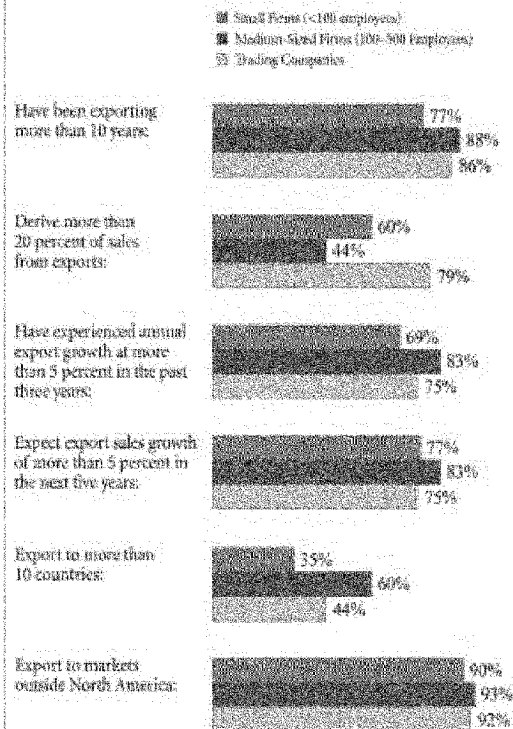 Small Firms (<100 employees)
Medium-Sized Firms (100-500 Employees)
Trading Companies
Have been exporting
more than 10 years:
77%
88%
86%
Derive more than
20 percent of sales
from exports:
60%
44%
79%
Have experienced annual
export growth at more
than 5 percent in the past
three years:
69%
83%
75%
Expect export sales growth
of more than 5 percent in
the next five years:
77%
83%
75%
Export to more than
10 countries:
35%
60%
44%
Export to markets
outside North America:
90%
93%
92%